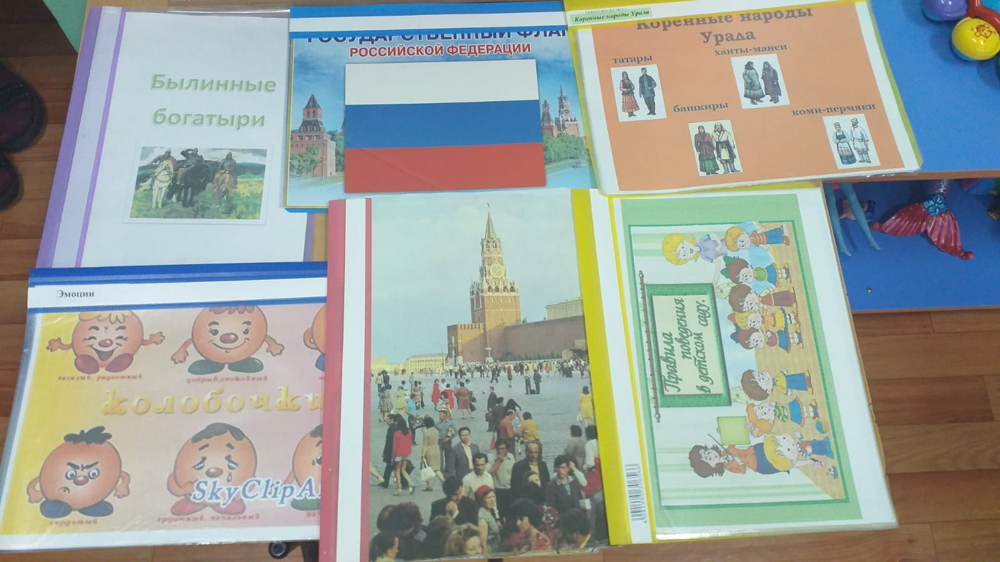 Былинные
богатыри
ГОСУДАРСТВЕННЫЙ ФЛАГ
РОССИЙСКОЙ ФЕДЕРАЦИИ
Коренные народы Урала
Коренные народы
Урала
татары
ханты-манси
башкиры
коми-пермяки
Эмоции
веселый, радостный
добрый, спокойный
колобочки
сердитый
грустный, печальный
SkyClipA
Правила
поведения
в детском саду.